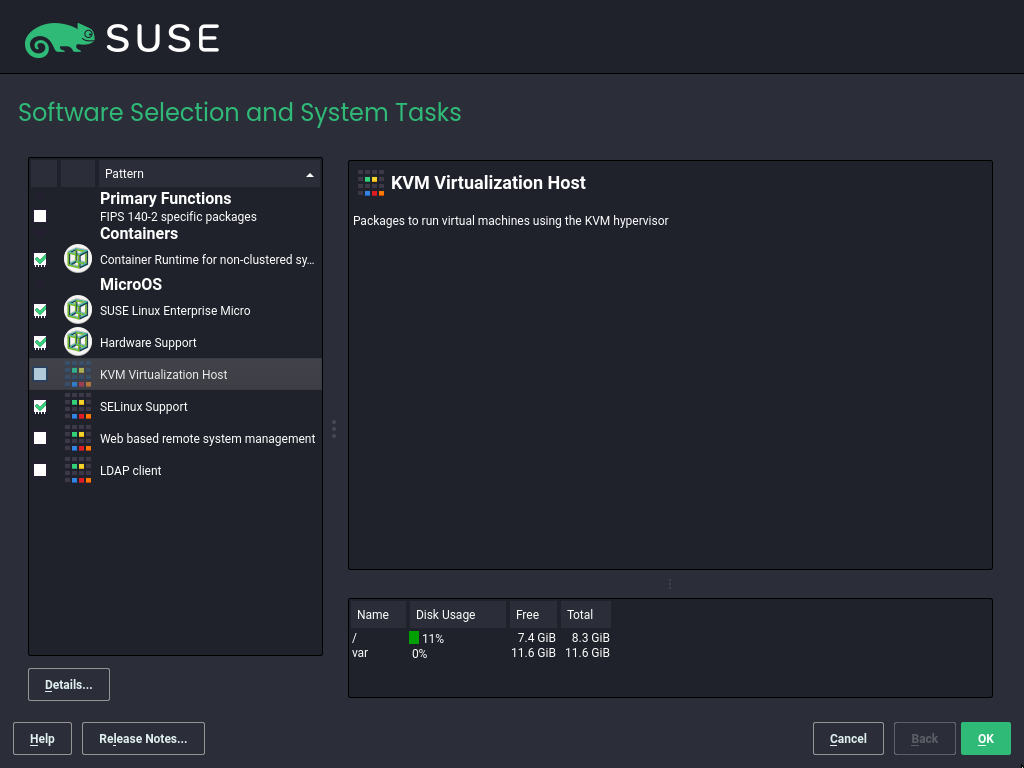 SUSE
Software Selection and System Tasks
Pattern
Primary Functions
FIPS 140-2 specific packages
Containers
Container Runtime for non-clustered sy...
MicroOS
SUSE Linux Enterprise Micro
Hardware Support
KVM Virtualization Host
SELinux Support
Web based remote system management
LDAP client
Details...
KVM Virtualization Host
Packages to run virtual machines using the KVM hypervisor
Name Disk Usage Free Total
/ 11% 7.4 GiB 8.3 GiB
var 0% 11.6 GiB 11.6 GiB
Help Release Notes... Cancel Back OK